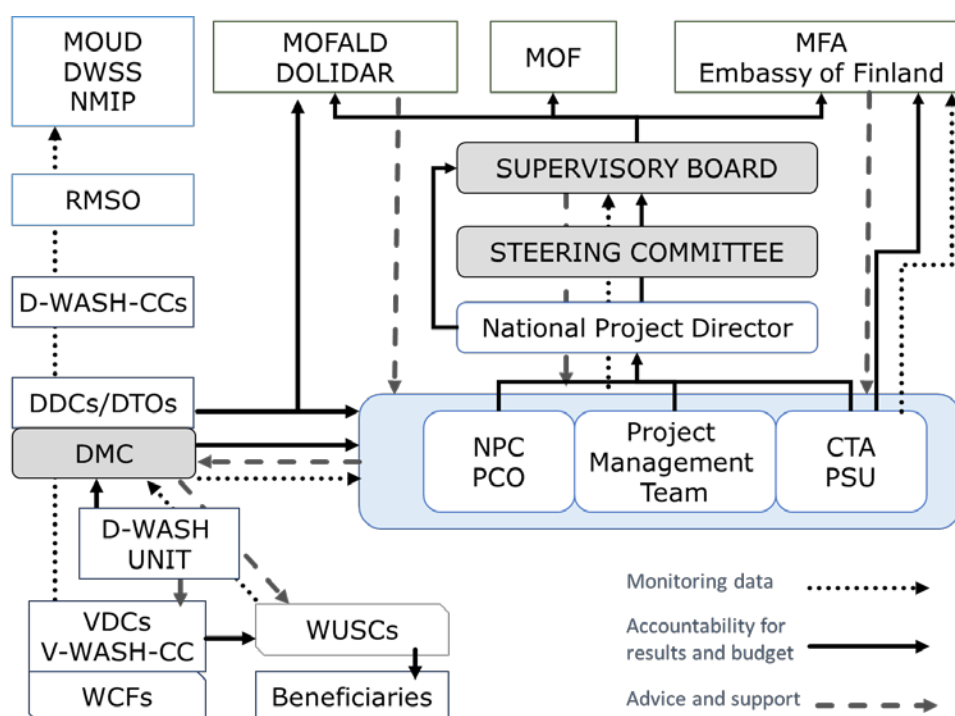 MOUD
DWSS
NMIP
MOFALD
DOLIDAR
MOF
MFA
Embassy of Finland
SUPERVISORY BOARD
RMSO
STEERING COMMITTEE
D-WASH-CCs
National Project Director
DDCs/DTOs
DMC
NPC
PCO
Project
Management
Team
CTA
PSU
D-WASH
UNIT
VDCs
V-WASH-CC
WCFs
WUSCs
Beneficiaries
Monitoring data
Accountability for
results and budget
Advice and support